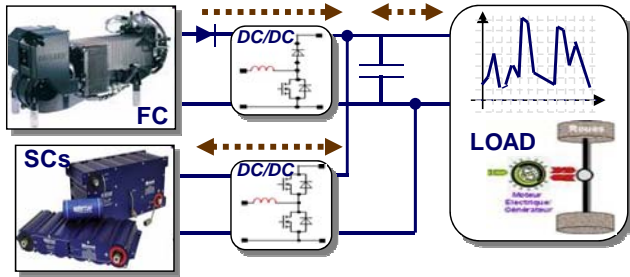 DC/DC
FC
SCs
DC/DC
LOAD
Roues
Moteur
Electrique/
Générateur